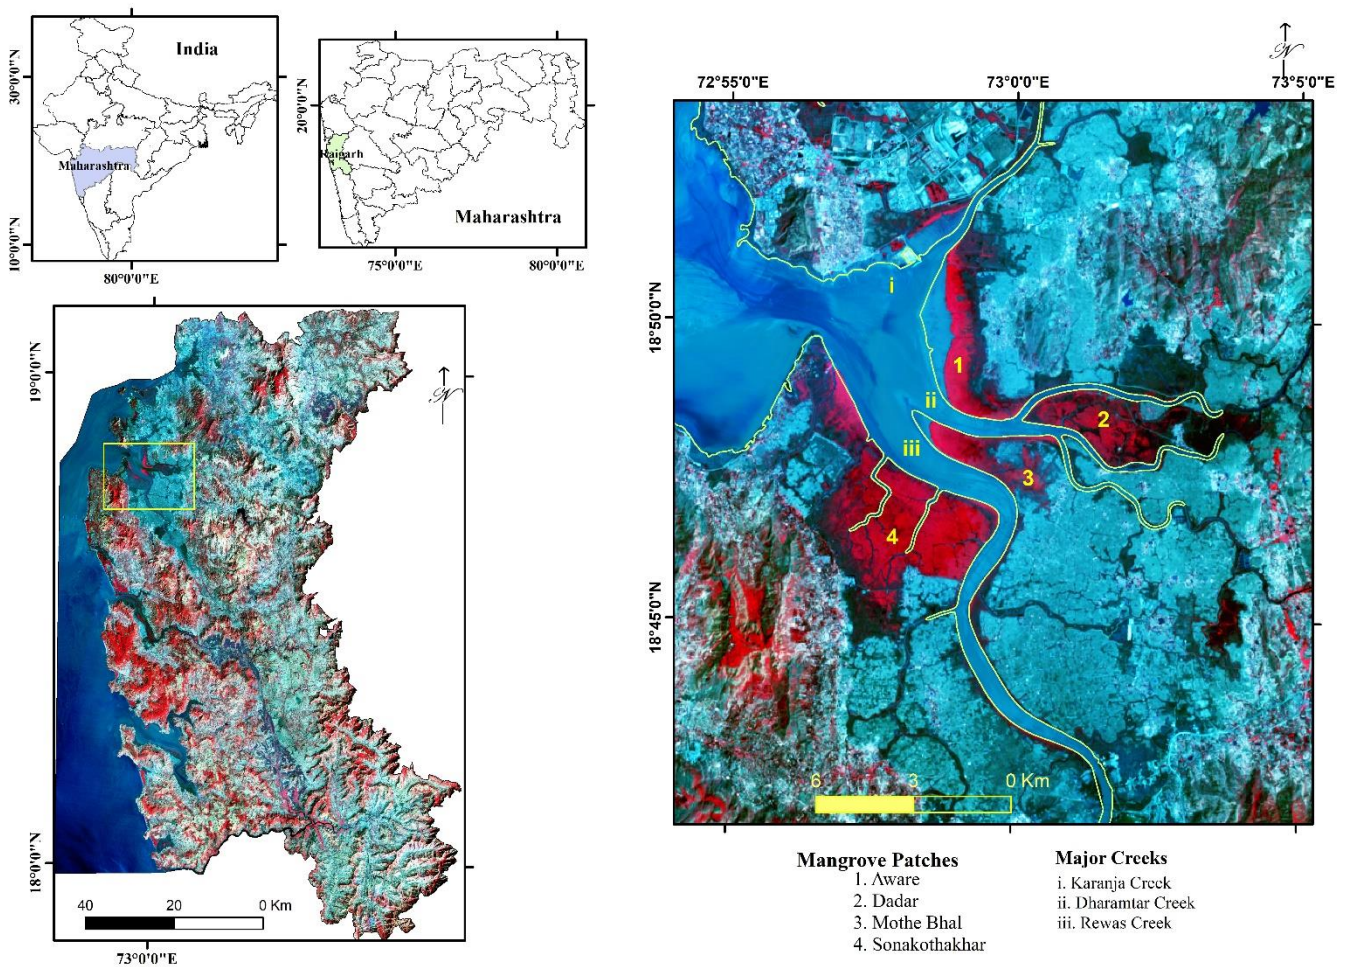 India
30°0'0"N
Maharashtra
10°0'0"N
80°0'0"E
20°0'0"N
Raigarh
Maharashtra
75°0'0"E
80°0'0"E
19°0'0"N
N
18°0'0"N
40 20 0 Km
73°0'0"E
N
72°55'0"E 73°0'0"E 73°5'0"E
18°50'0"N
18°45'0"N
i
1
ii
2
iii
3
4
6 3 0 Km
Mangrove Patches
1. Aware
2. Dadar
3. Mothe Bhal
4. Sonakothakhar
Major Creeks
i. Karanja Creek
ii. Dharamtar Creek
iii. Rewas Creek